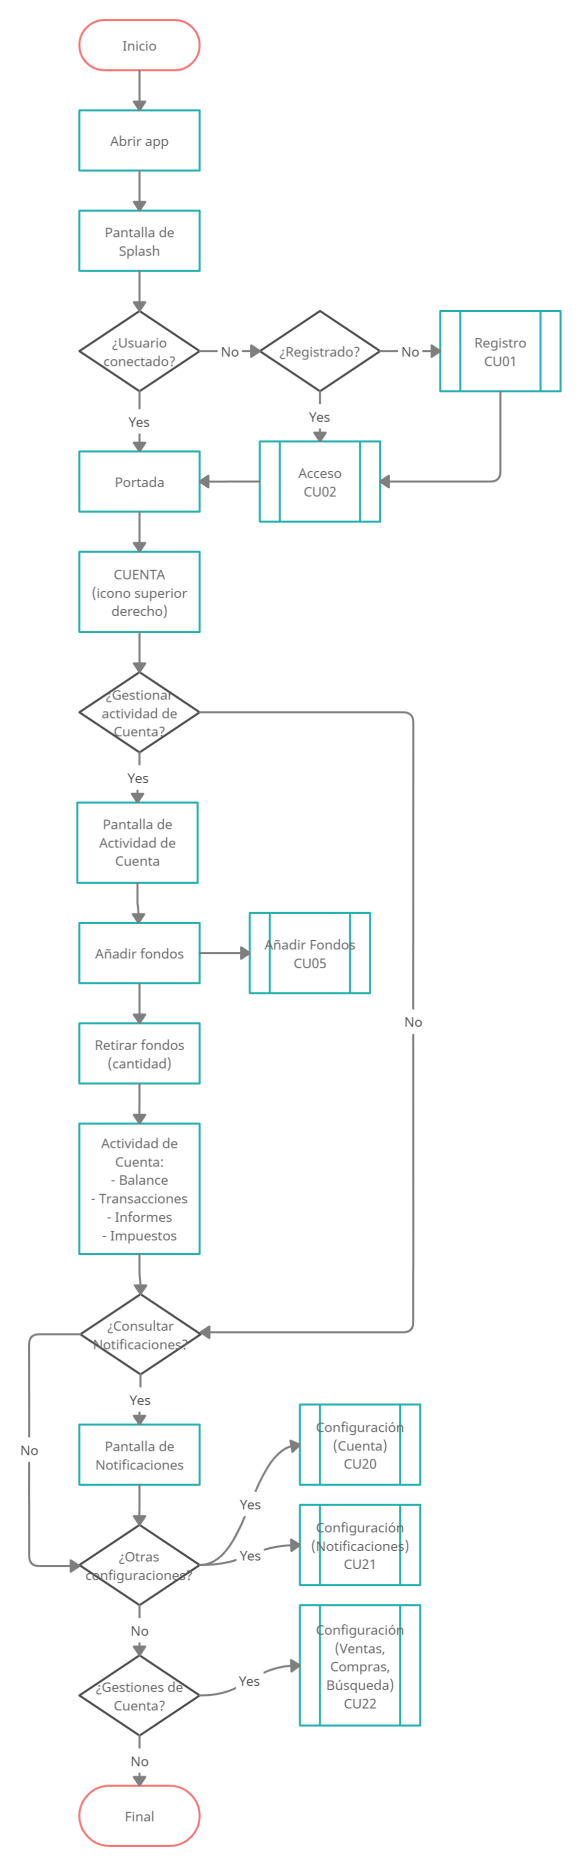 Inicio
Abrir app
Pantalla de
Splash
¿Usuario
conectado?
No
¿Registrado?
No
Registro
CU01
Yes
Yes
Portada
Acceso
CU02
CUENTA
(icono superior
derecho)
¿Gestionar
actividad de
Cuenta?
Yes
Pantalla de
Actividad de
Cuenta
Añadir fondos
Añadir Fondos
CU05
No
Retirar fondos
(cantidad)
Actividad de
Cuenta:
- Balance
- Transacciones
- Informes
- Impuestos
¿Consultar
Notificaciones?
Yes
No
Pantalla de
Notificaciones
Configuración
(Cuenta)
CU20
Yes
Yes
Configuración
(Notificaciones)
CU21
¿Otras
configuraciones?
No
¿Gestiones de
Cuenta?
Yes
Configuración
(Ventas,
Compras,
Búsqueda)
CU22
No
Final